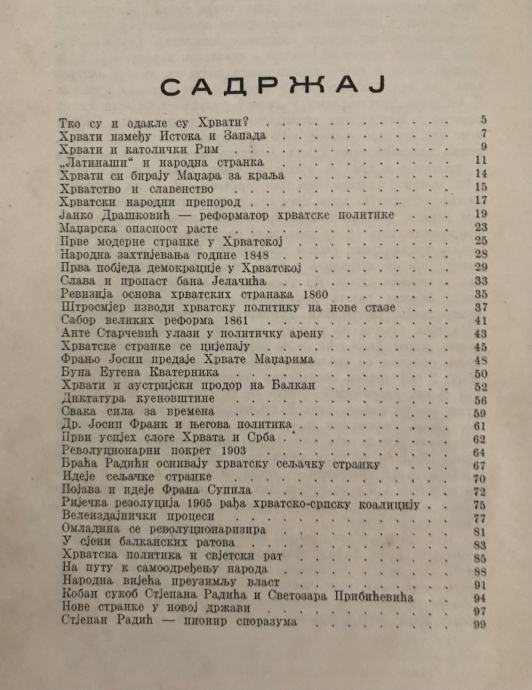 САДРЖАЈ
Тко су и одакле су Хрвати? . . . . . . . . . . . . 5
Хрвати између Истока и Запада . . . . . . . . . . . 7
Хрвати и католички Рим . . . . . . . . . . . . 9
„Латинаши“ и народна странка . . . . . . . . . . . 11
Хрвати си бирају Маџара за краља . . . . . . . . . . 14
Хрватство и славенство . . . . . . . . . . . . 15
Хрватски народни препород . . . . . . . . . . . 17
Јанко Драшковић — реформатор хрватске политике . . . 19
Маџарска опасност расте . . . . . . . . . . . . 23
Прве модерне странке у Хрватској . . . . . . . . . 25
Народна захтијевања године 1848 . . . . . . . . . . 28
Прва побједа демокрације у Хрватској . . . . . . . . 29
Слава и пропаст бана Јелачића . . . . . . . . . . 33
Ревизија основа хрватских странака 1860 . . . . . . . 35
Штросмјер изводи хрватску политику на нове стазе . . . . 37
Сабор великих реформа 1861 . . . . . . . . . . . 41
Анте Старчевић улази у политичку арену . . . . . . . 43
Хрватске странке се цијепају . . . . . . . . . . 45
Фрањо Јосип предаје Хрвате Маџарима . . . . . . . . 48
Буна Еугена Кватерника . . . . . . . . . . . . 50
Хрвати и аустријски продор на Балкан . . . . . . . . 52
Диктатура куеновштине . . . . . . . . . . . . 56
Свака сила за времена . . . . . . . . . . . . 59
Др. Јосип Франк и његова политика . . . . . . . . . 61
Први успјех слоге Хрвата и Срба . . . . . . . . . . 62
Револуционарни покрет 1903 . . . . . . . . . . . 64
Браћа Радићи оснивају хрватску сељачку странку . . . . 67
Идеје сељачке странке . . . . . . . . . . . . 70
Појава и идеје Франа Супила . . . . . . . . . . . 72
Ријечка резолуција 1905 рађа хрватско-српску коалицију . . 75
Велеиздајнички процеси . . . . . . . . . . . . 77
Омладина се револуционаризира . . . . . . . . . . 81
У сјени балканских ратова . . . . . . . . . . . 83
Хрватска политика и свјетски рат . . . . . . . . . 85
На путу к самоодређењу народа . . . . . . . . . . 88
Народна вијећа преузимљу власт . . . . . . . . . . 91
Кобан сукоб Стјепана Радића и Светозара Прибићевића . . 94
Нове странке у новој држави . . . . . . . . . . . 97
Стјепан Радић — пионир споразума . . . . . . . . . 99